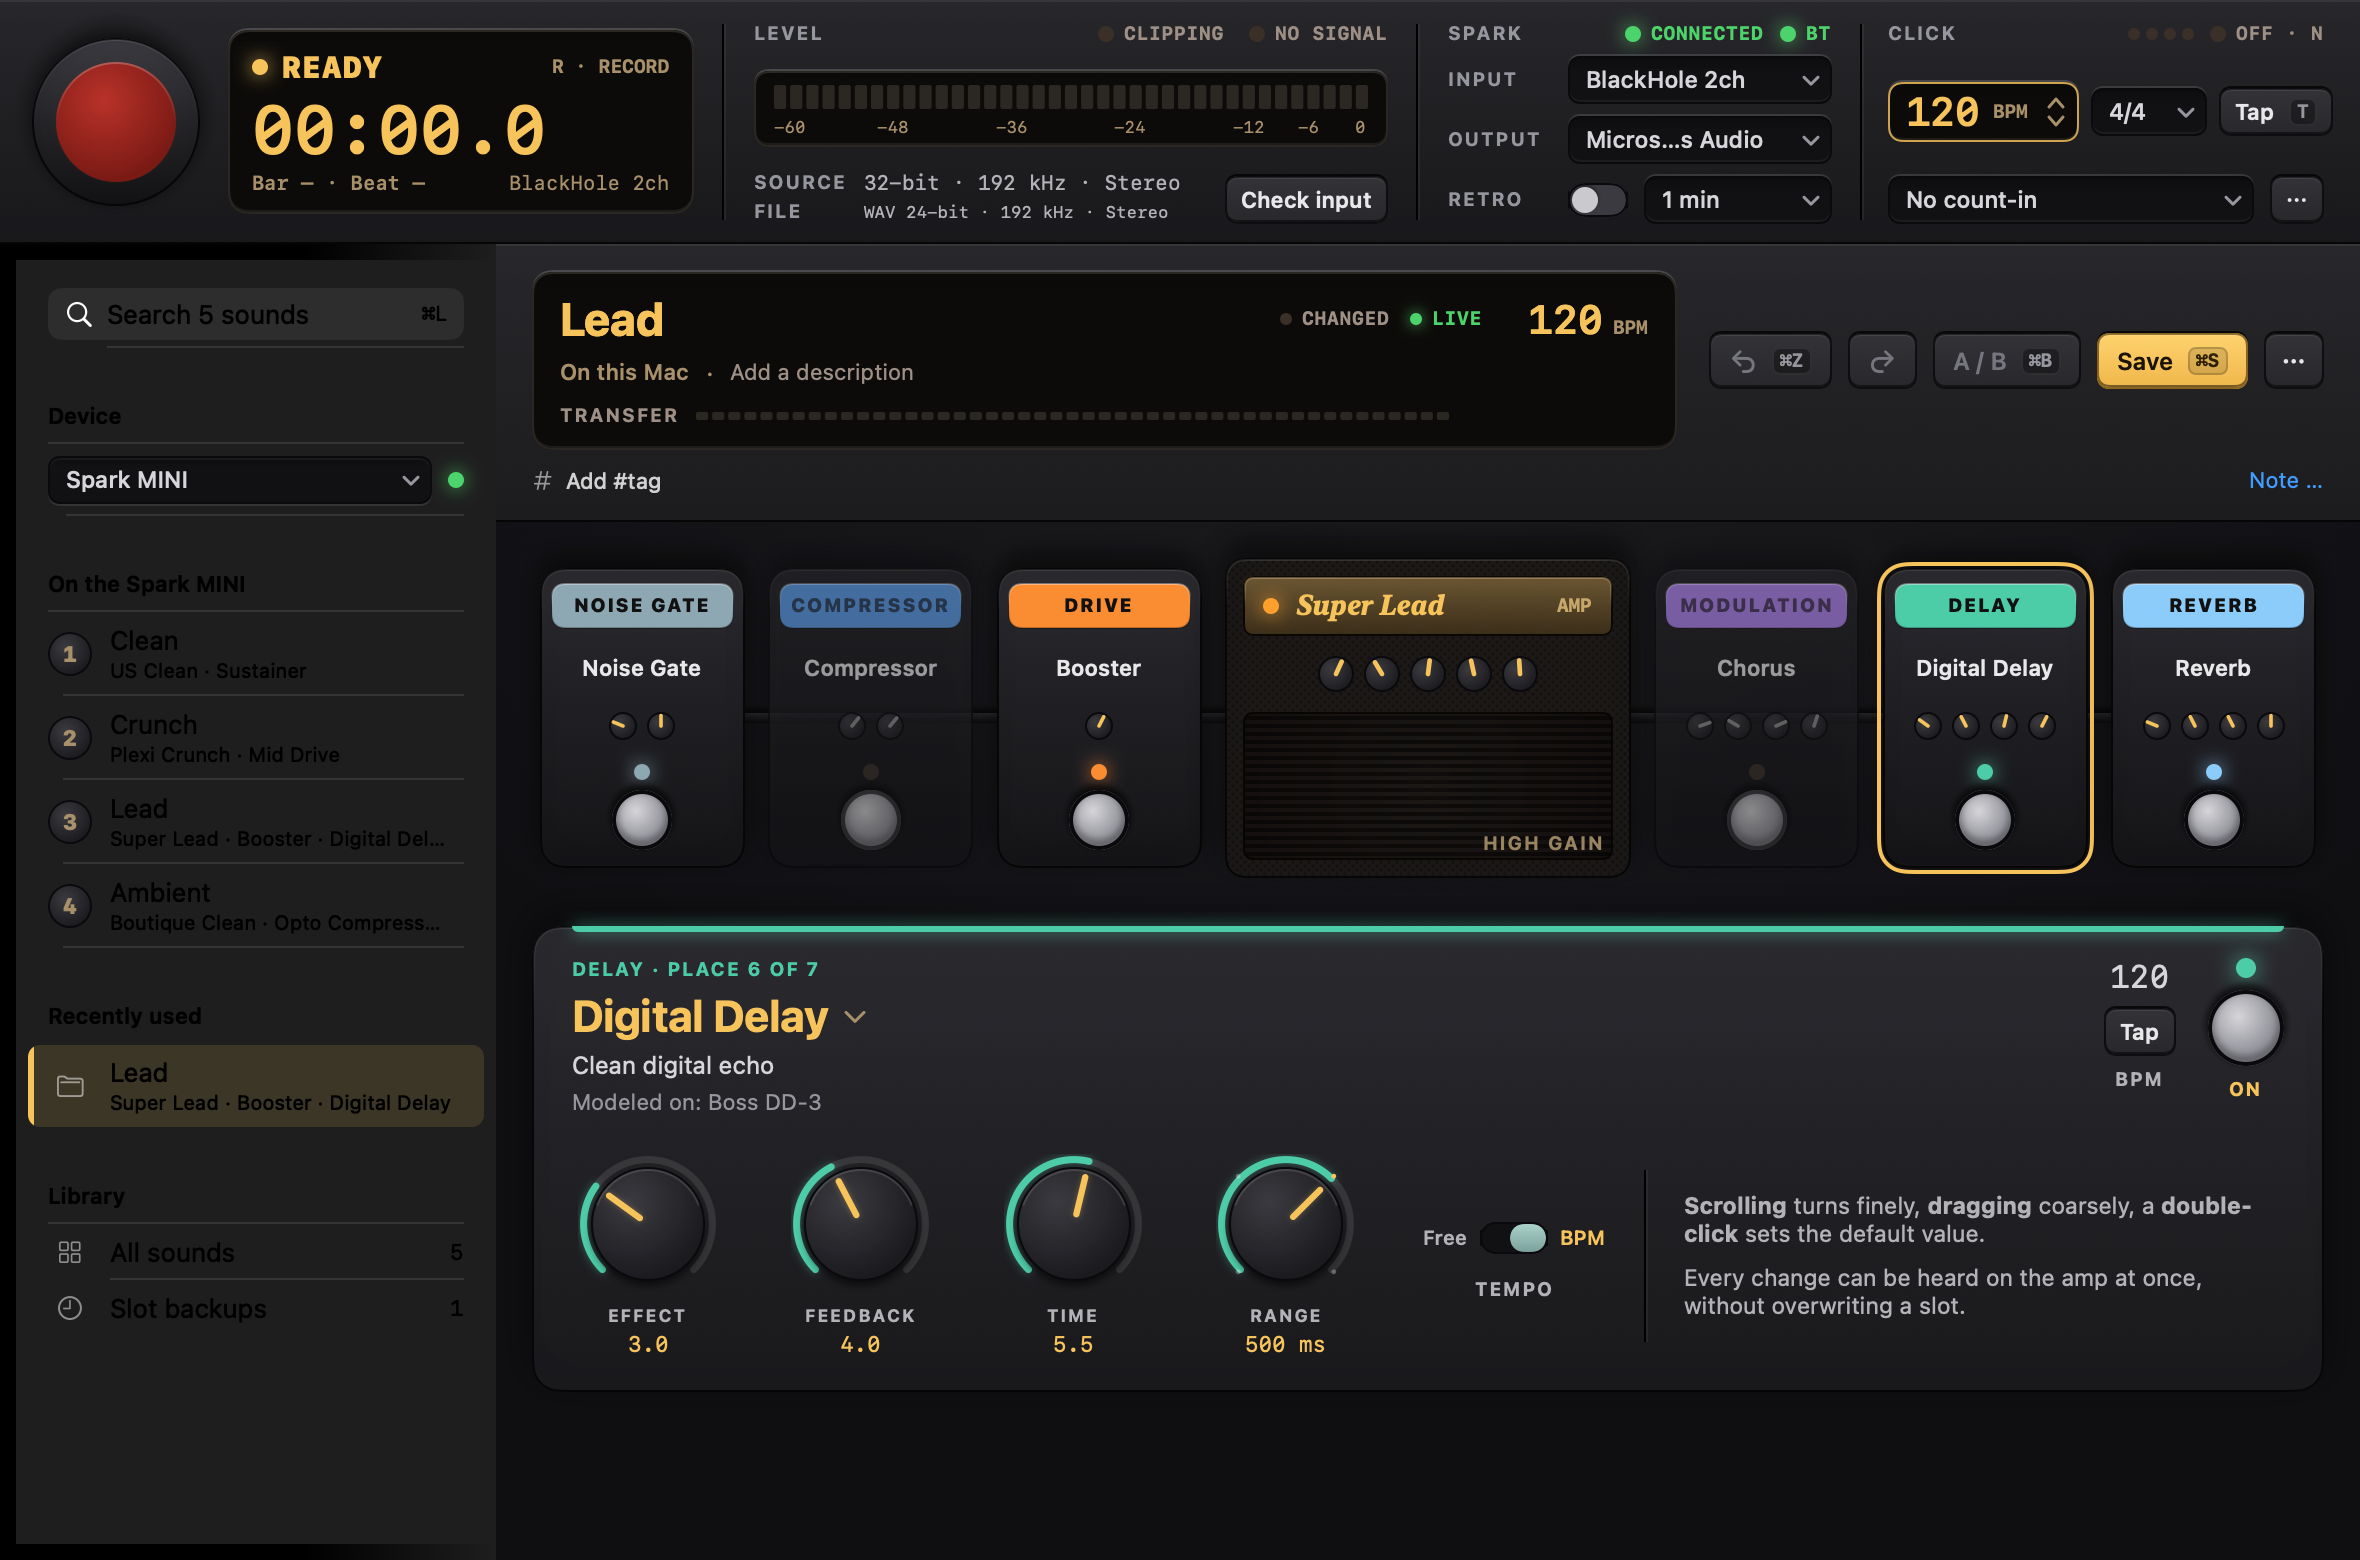 READY
R · RECORD
00:00.0
Bar – · Beat –
BlackHole 2ch
LEVEL
CLIPPING
NO SIGNAL
−60 −48 −36 −24 −12 −6 0
SOURCE 32-bit · 192 kHz · Stereo
FILE WAV 24-bit · 192 kHz · Stereo
Check input
SPARK
CONNECTED
BT
INPUT BlackHole 2ch
OUTPUT Micros...s Audio
RETRO 1 min
CLICK
OFF · N
120 BPM
4/4
Tap T
No count-in
...
Search 5 sounds ⌘L
Device
Spark MINI
On the Spark MINI
1 Clean
US Clean · Sustainer
2 Crunch
Plexi Crunch · Mid Drive
3 Lead
Super Lead · Booster · Digital Del...
4 Ambient
Boutique Clean · Opto Compress...
Recently used
Lead
Super Lead · Booster · Digital Delay
Library
All sounds 5
Slot backups 1
Lead
CHANGED
LIVE
120 BPM
On this Mac · Add a description
TRANSFER
⌘Z
A / B ⌘B
Save ⌘S
...
# Add #tag
Note ...
NOISE GATE
Noise Gate
COMPRESSOR
Compressor
DRIVE
Booster
Super Lead
AMP
HIGH GAIN
MODULATION
Chorus
DELAY
Digital Delay
REVERB
Reverb
DELAY · PLACE 6 OF 7
Digital Delay
Clean digital echo
Modeled on: Boss DD-3
120
Tap
BPM
ON
EFFECT
3.0
FEEDBACK
4.0
TIME
5.5
RANGE
500 ms
Free BPM
TEMPO
Scrolling turns finely, dragging coarsely, a double-
click sets the default value.
Every change can be heard on the amp at once,
without overwriting a slot.